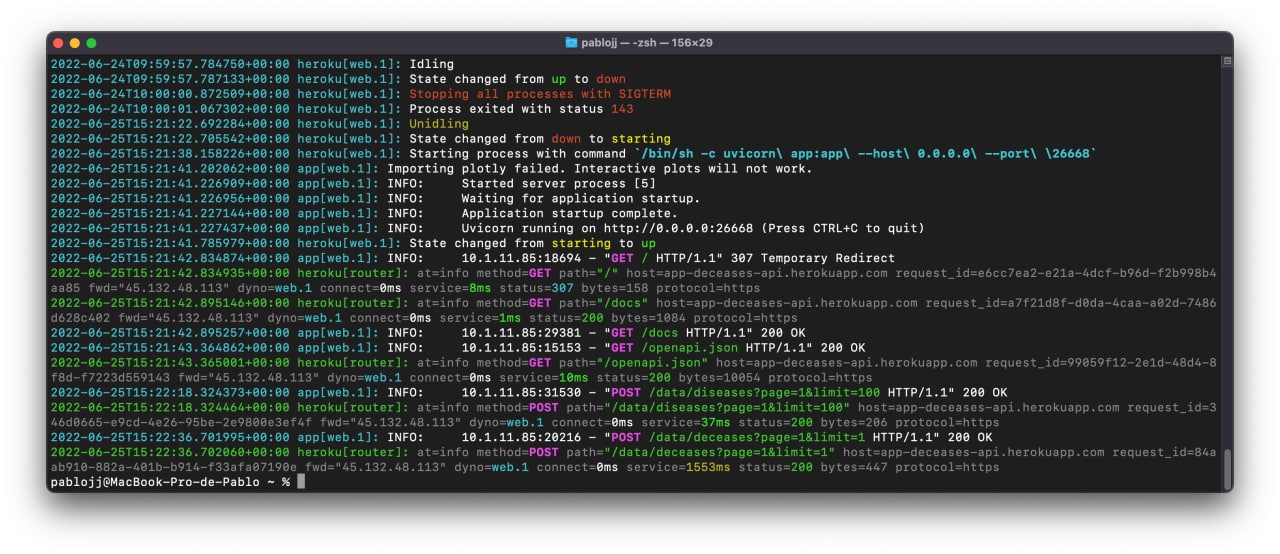 pablojj — -zsh — 156×29
2022-06-24T09:59:57.784750+00:00 heroku[web.1]: Idling
2022-06-24T09:59:57.787133+00:00 heroku[web.1]: State changed from up to down
2022-06-24T10:00:00.872509+00:00 heroku[web.1]: Stopping all processes with SIGTERM
2022-06-24T10:00:01.067302+00:00 heroku[web.1]: Process exited with status 143
2022-06-25T15:21:22.692284+00:00 heroku[web.1]: Unidling
2022-06-25T15:21:22.705542+00:00 heroku[web.1]: State changed from down to starting
2022-06-25T15:21:38.158226+00:00 heroku[web.1]: Starting process with command `/bin/sh -c uvicorn\ app:app\ --host\ 0.0.0.0\ --port\ \26668`
2022-06-25T15:21:41.202062+00:00 app[web.1]: Importing plotly failed. Interactive plots will not work.
2022-06-25T15:21:41.226909+00:00 app[web.1]: INFO:     Started server process [5]
2022-06-25T15:21:41.226956+00:00 app[web.1]: INFO:     Waiting for application startup.
2022-06-25T15:21:41.227144+00:00 app[web.1]: INFO:     Application startup complete.
2022-06-25T15:21:41.227437+00:00 app[web.1]: INFO:     Uvicorn running on http://0.0.0.0:26668 (Press CTRL+C to quit)
2022-06-25T15:21:41.785979+00:00 heroku[web.1]: State changed from starting to up
2022-06-25T15:21:42.834874+00:00 app[web.1]: INFO:     10.1.11.85:18694 - "GET / HTTP/1.1" 307 Temporary Redirect
2022-06-25T15:21:42.834935+00:00 heroku[router]: at=info method=GET path="/" host=app-deceases-api.herokuapp.com request_id=e6cc7ea2-e21a-4dcf-b96d-f2b998b4
aa85 fwd="45.132.48.113" dyno=web.1 connect=0ms service=8ms status=307 bytes=158 protocol=https
2022-06-25T15:21:42.895146+00:00 heroku[router]: at=info method=GET path="/docs" host=app-deceases-api.herokuapp.com request_id=a7f21d8f-d0da-4caa-a02d-7486
d628c402 fwd="45.132.48.113" dyno=web.1 connect=0ms service=1ms status=200 bytes=1084 protocol=https
2022-06-25T15:21:42.895257+00:00 app[web.1]: INFO:     10.1.11.85:29381 - "GET /docs HTTP/1.1" 200 OK
2022-06-25T15:21:43.364862+00:00 app[web.1]: INFO:     10.1.11.85:15153 - "GET /openapi.json HTTP/1.1" 200 OK
2022-06-25T15:21:43.365001+00:00 heroku[router]: at=info method=GET path="/openapi.json" host=app-deceases-api.herokuapp.com request_id=99059f12-2e1d-48d4-8
f8d-f7223d559143 fwd="45.132.48.113" dyno=web.1 connect=0ms service=10ms status=200 bytes=10054 protocol=https
2022-06-25T15:22:18.324373+00:00 app[web.1]: INFO:     10.1.11.85:31530 - "POST /data/diseases?page=1&limit=100 HTTP/1.1" 200 OK
2022-06-25T15:22:18.324464+00:00 heroku[router]: at=info method=POST path="/data/diseases?page=1&limit=100" host=app-deceases-api.herokuapp.com request_id=3
46d0665-e9cd-4e26-95be-2e9800e3ef4f fwd="45.132.48.113" dyno=web.1 connect=0ms service=37ms status=200 bytes=206 protocol=https
2022-06-25T15:22:36.701995+00:00 app[web.1]: INFO:     10.1.11.85:20216 - "POST /data/deceases?page=1&limit=1 HTTP/1.1" 200 OK
2022-06-25T15:22:36.702060+00:00 heroku[router]: at=info method=POST path="/data/deceases?page=1&limit=1" host=app-deceases-api.herokuapp.com request_id=84a
ab910-882a-401b-b914-f33afa07190e fwd="45.132.48.113" dyno=web.1 connect=0ms service=1553ms status=200 bytes=447 protocol=https
pablojj@MacBook-Pro-de-Pablo ~ %